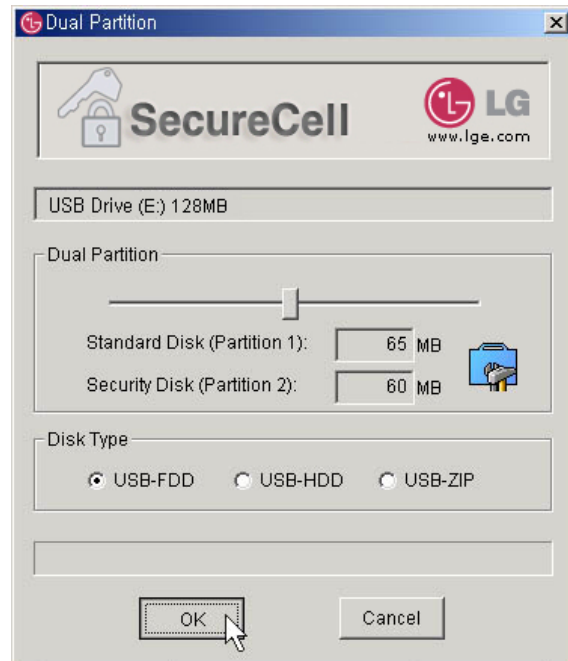 Dual Partition
SecureCell
LG
www.lge.com
USB Drive (E:) 128MB
Dual Partition
Standard Disk (Partition 1): 65 MB
Security Disk (Partition 2): 60 MB
Disk Type
USB-FDD USB-HDD USB-ZIP
OK Cancel